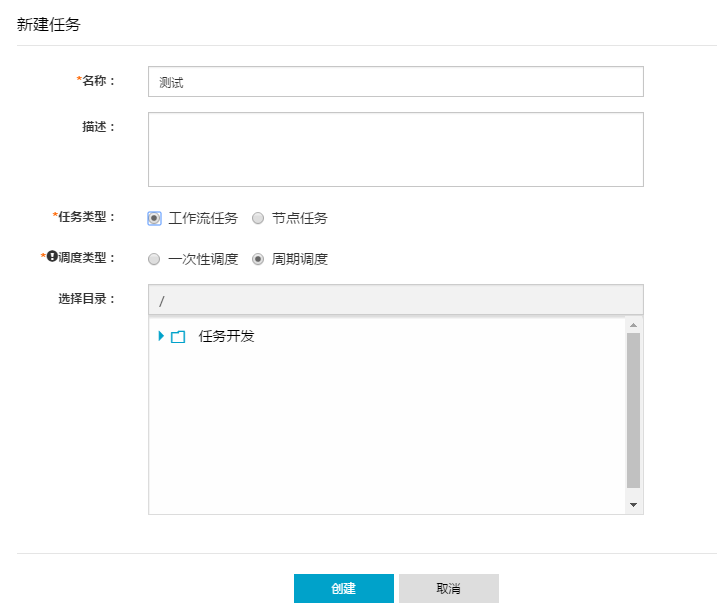 新建任务
*名称： 测试
描述：
*任务类型： 工作流任务 节点任务
*调度类型： 一次性调度 周期调度
选择目录： /
任务开发
创建 取消